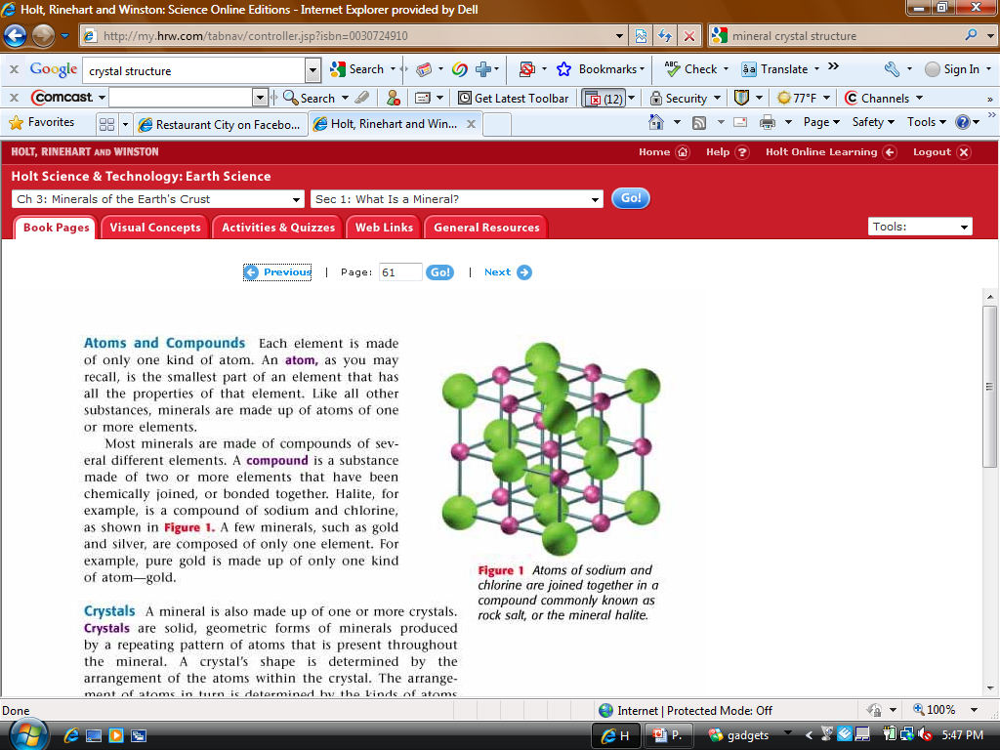 Holt, Rinehart and Winston: Science Online Editions - Internet Explorer provided by Dell
http://my.hrw.com/tabnav/controller.jsp?isbn=0030724910
mineral crystal structure
x Google crystal structure Search Bookmarks Check Translate Sign In
x Comcast Search Get Latest Toolbar (12) Security 77°F Channels
Favorites Restaurant City on Facebo... Holt, Rinehart and Win... x Page Safety Tools
HOLT, RINEHART AND WINSTON Home Help ? Holt Online Learning Logout X
Holt Science & Technology: Earth Science
Ch 3: Minerals of the Earth's Crust Sec 1: What Is a Mineral? Go!
Book Pages Visual Concepts Activities & Quizzes Web Links General Resources Tools:
Previous | Page: 61 Go! | Next
Atoms and Compounds Each element is made
of only one kind of atom. An atom, as you may
recall, is the smallest part of an element that has
all the properties of that element. Like all other
substances, minerals are made up of atoms of one
or more elements.
Most minerals are made of compounds of sev-
eral different elements. A compound is a substance
made of two or more elements that have been
chemically joined, or bonded together. Halite, for
example, is a compound of sodium and chlorine,
as shown in Figure 1. A few minerals, such as gold
and silver, are composed of only one element. For
example, pure gold is made up of only one kind
of atom—gold.
Figure 1 Atoms of sodium and
chlorine are joined together in a
compound commonly known as
rock salt, or the mineral halite.
Crystals A mineral is also made up of one or more crystals.
Crystals are solid, geometric forms of minerals produced
by a repeating pattern of atoms that is present throughout
the mineral. A crystal's shape is determined by the
arrangement of the atoms within the crystal. The arrange-
ment of atoms in turn is determined by the kinds of atoms
Done Internet | Protected Mode: Off 100%
H P. gadgets 5:47 PM